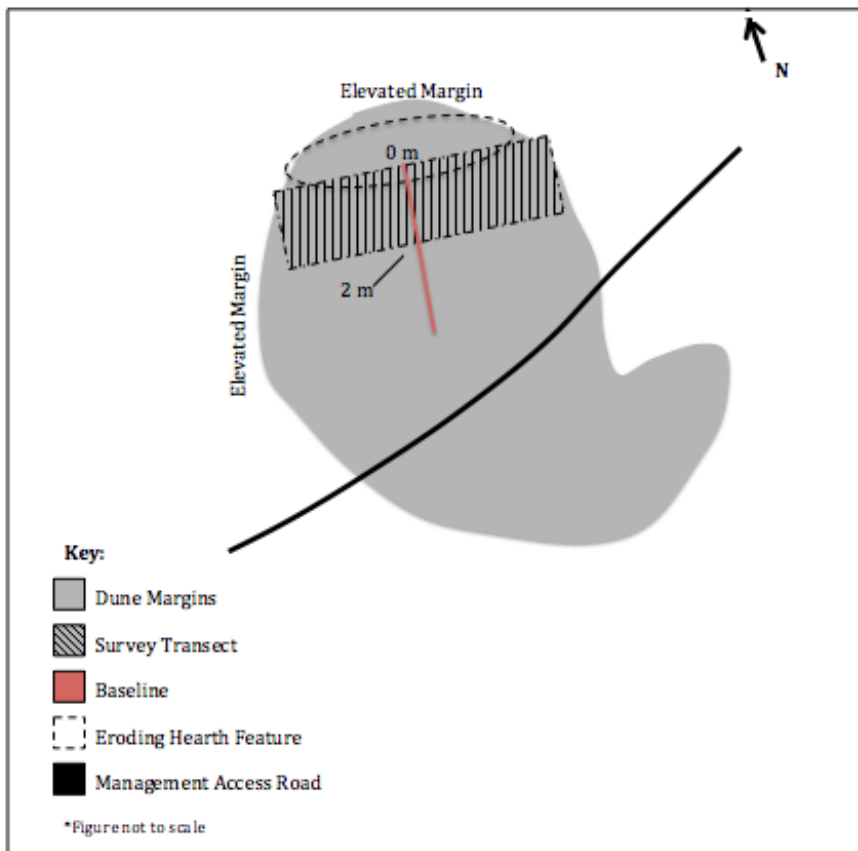 N
Elevated Margin
0 m
2 m
Elevated Margin
Key:
Dune Margins
Survey Transect
Baseline
Eroding Hearth Feature
Management Access Road
*Figure not to scale